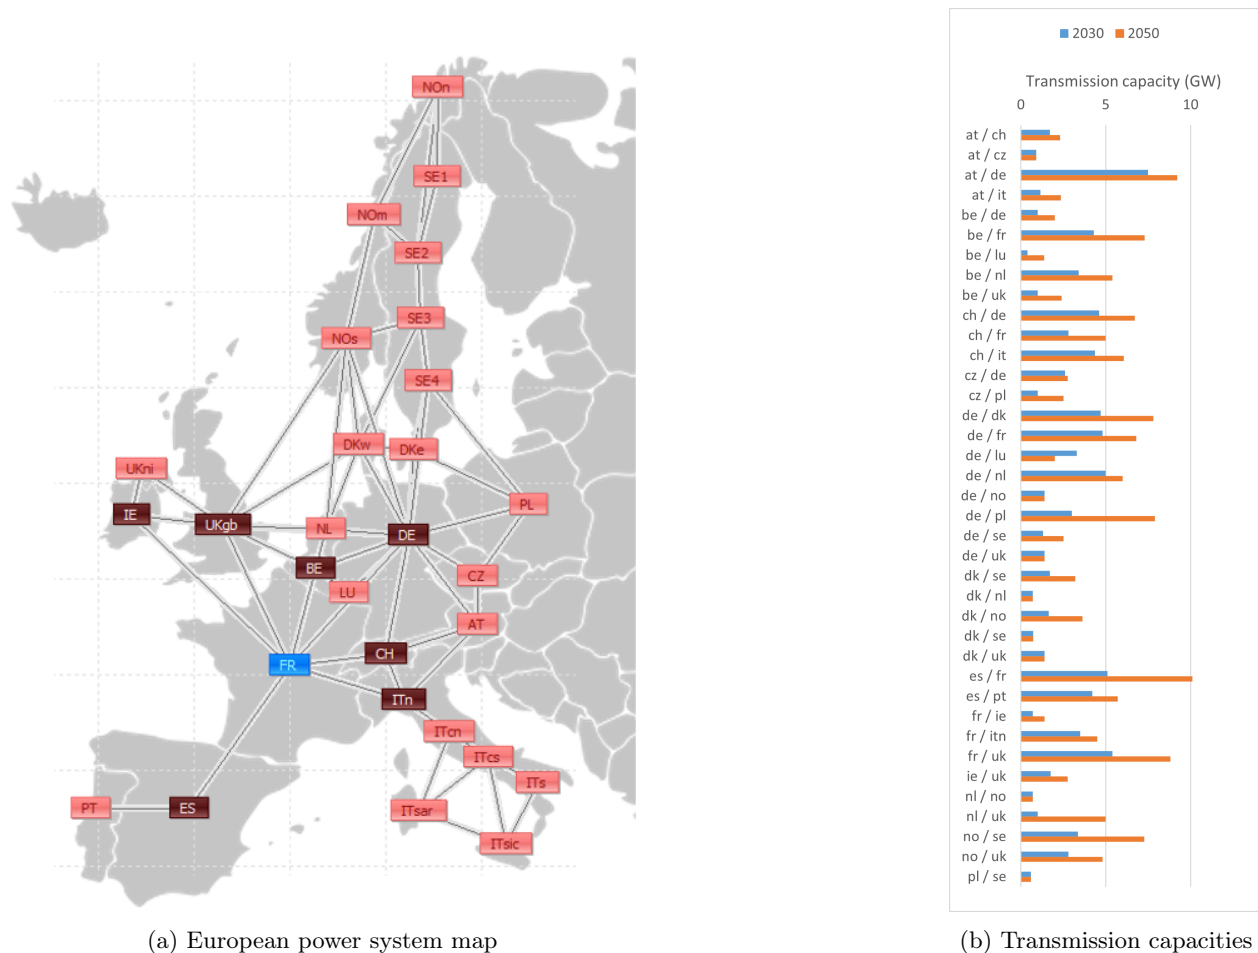 NOn
SE1
NOm
SE2
SE3
NOs
SE4
DKw
DKe
UKni
PL
IE
UKgb
NL
DE
BE
CZ
LU
AT
CH
FR
ITn
ITcn
ITcs
ITs
PT
ES
ITsar
ITsic
(a) European power system map
2030 2050
Transmission capacity (GW)
0 5 10
at / ch
at / cz
at / de
at / it
be / de
be / fr
be / lu
be / nl
be / uk
ch / de
ch / fr
ch / it
cz / de
cz / pl
de / dk
de / fr
de / lu
de / nl
de / no
de / pl
de / se
de / uk
dk / se
dk / nl
dk / no
dk / se
dk / uk
es / fr
es / pt
fr / ie
fr / itn
fr / uk
ie / uk
nl / no
nl / uk
no / se
no / uk
pl / se
(b) Transmission capacities